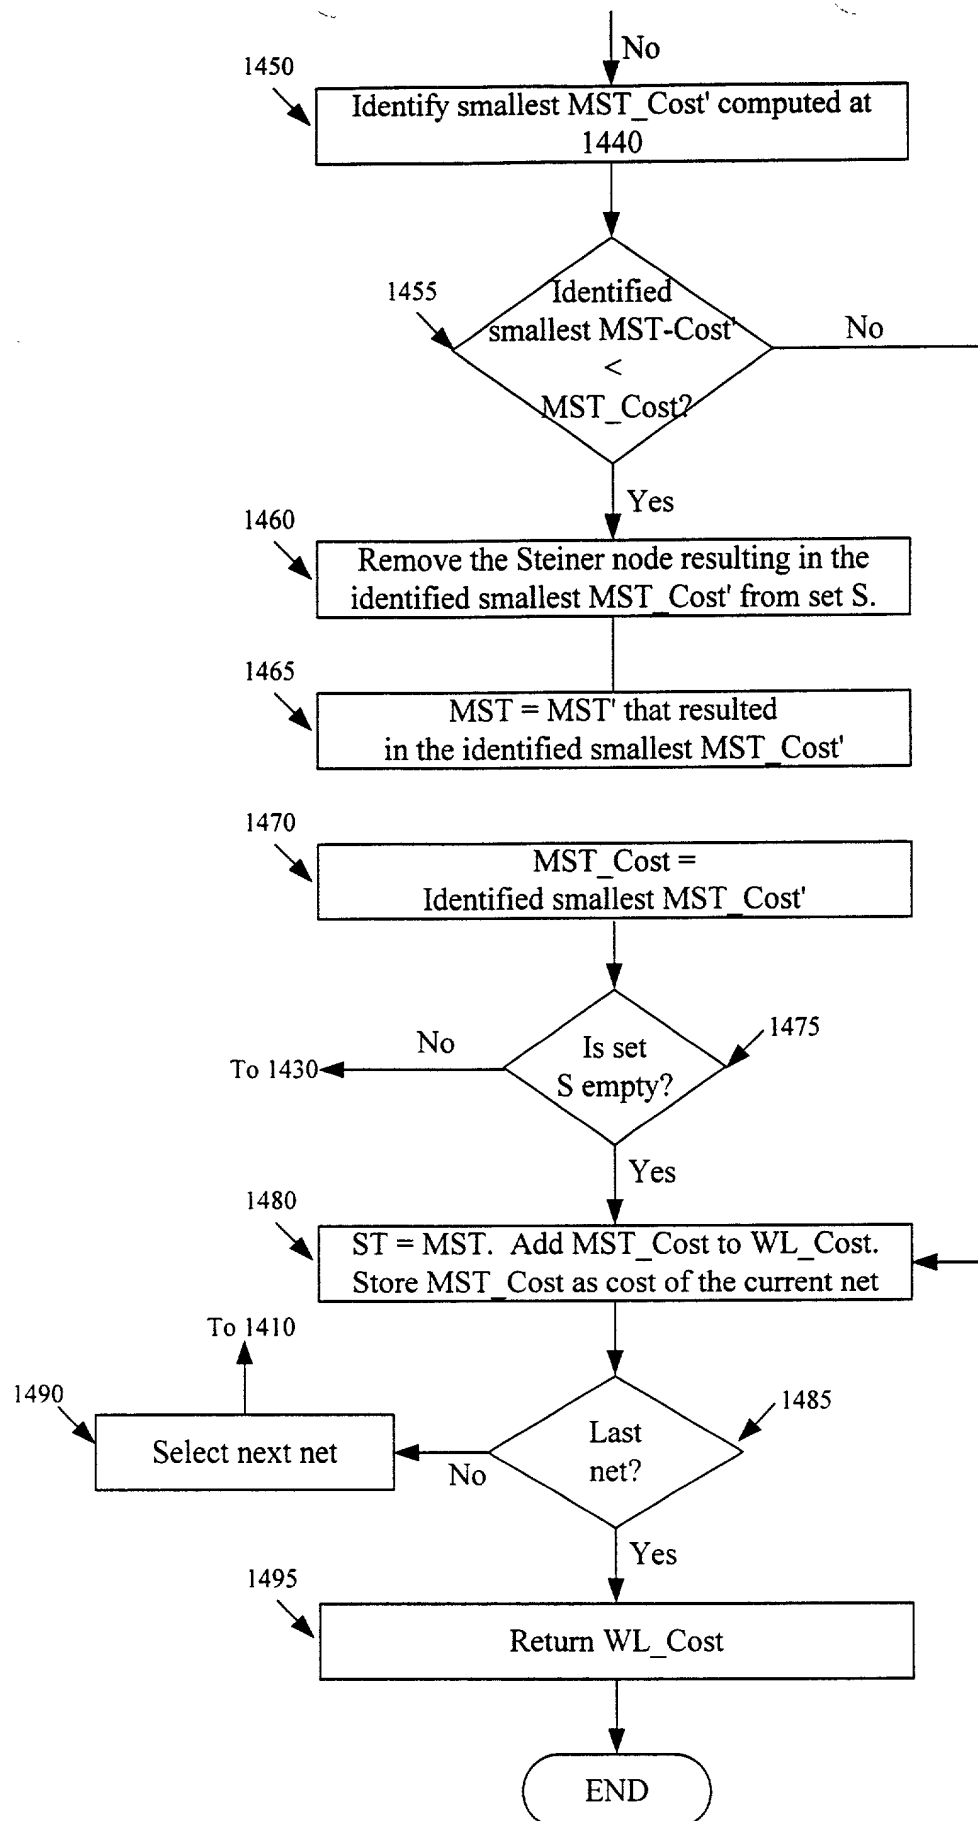 No
1450
Identify smallest MST_Cost' computed at
1440
1455
Identified
smallest MST-Cost'
<
MST_Cost?
No
Yes
1460
Remove the Steiner node resulting in the
identified smallest MST_Cost' from set S.
1465
MST = MST' that resulted
in the identified smallest MST_Cost'
1470
MST_Cost =
Identified smallest MST_Cost'
1475
No
Is set
S empty?
To 1430
Yes
1480
ST = MST. Add MST_Cost to WL_Cost.
Store MST_Cost as cost of the current net
To 1410
1490
1485
Select next net
Last
net?
No
Yes
1495
Return WL_Cost
END